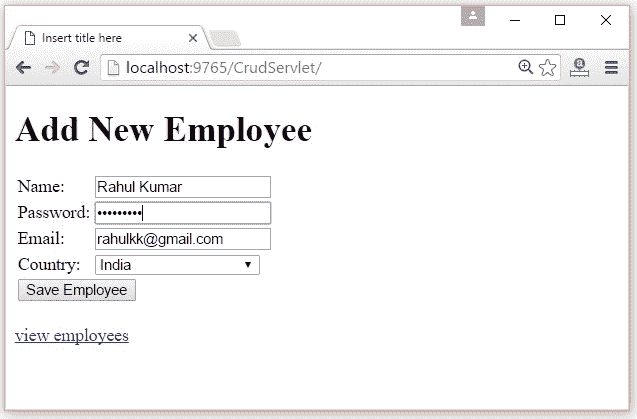 Insert title here
localhost:9765/CrudServlet/
Add New Employee
Name: Rahul Kumar
Password: •••••••••
Email: rahulkk@gmail.com
Country: India
Save Employee
view employees